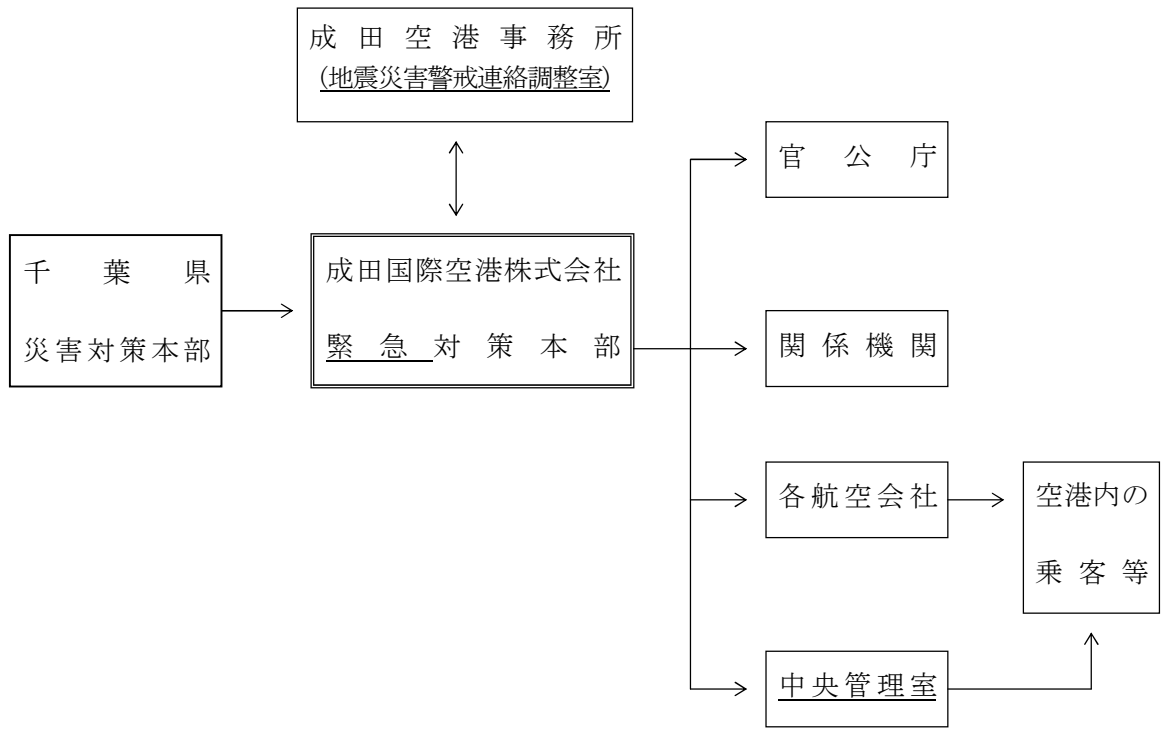 成田空港事務所
(地震災害警戒連絡調整室)
官公庁
千葉県
災害対策本部
成田国際空港株式会社
緊急対策本部
関係機関
各航空会社
空港内の
乗客等
中央管理室